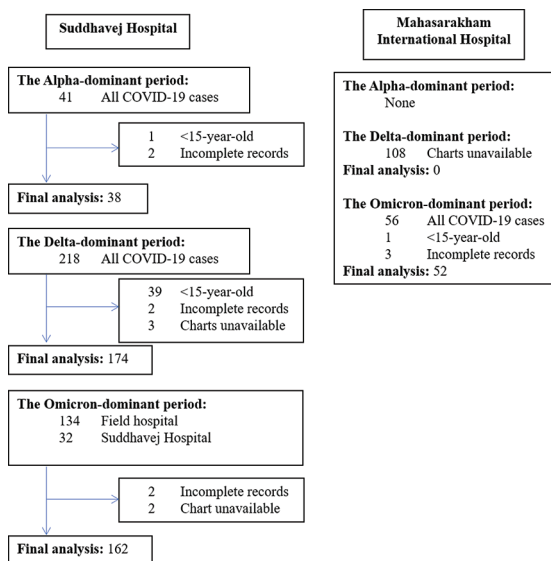 Suddhavej Hospital
The Alpha-dominant period:
41 All COVID-19 cases
1 <15-year-old
2 Incomplete records
Final analysis: 38
The Delta-dominant period:
218 All COVID-19 cases
39 <15-year-old
2 Incomplete records
3 Charts unavailable
Final analysis: 174
The Omicron-dominant period:
134 Field hospital
32 Suddhavej Hospital
2 Incomplete records
2 Chart unavailable
Final analysis: 162
Mahasarakham
International Hospital
The Alpha-dominant period:
None
The Delta-dominant period:
108 Charts unavailable
Final analysis: 0
The Omicron-dominant period:
56 All COVID-19 cases
1 <15-year-old
3 Incomplete records
Final analysis: 52